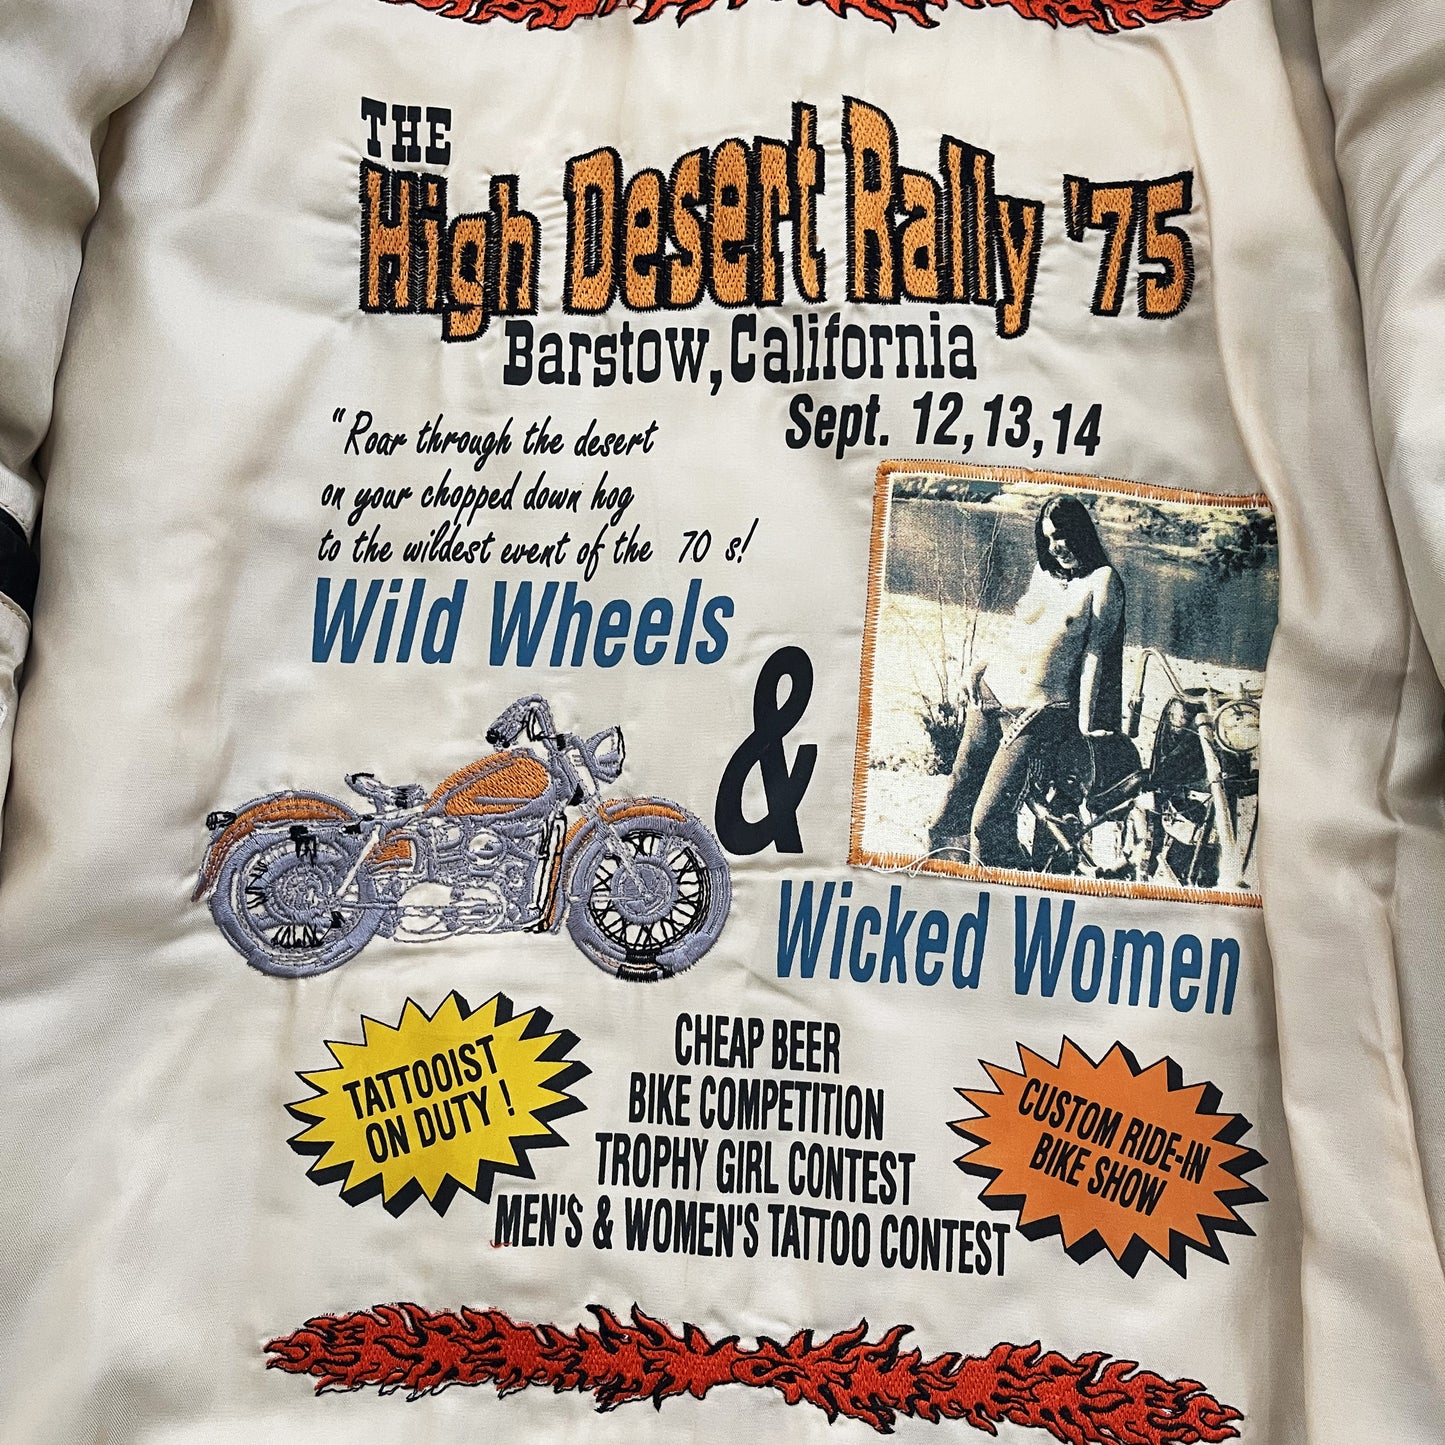 THE
High Desert Rally '75
Barstow, California
Sept. 12, 13, 14
"Roar through the desert
on your chopped down hog
to the wildest event of the 70 s!
Wild Wheels
&
Wicked Women
TATTOOIST
ON DUTY !
CHEAP BEER
BIKE COMPETITION
TROPHY GIRL CONTEST
MEN'S & WOMEN'S TATTOO CONTEST
CUSTOM RIDE-IN
BIKE SHOW